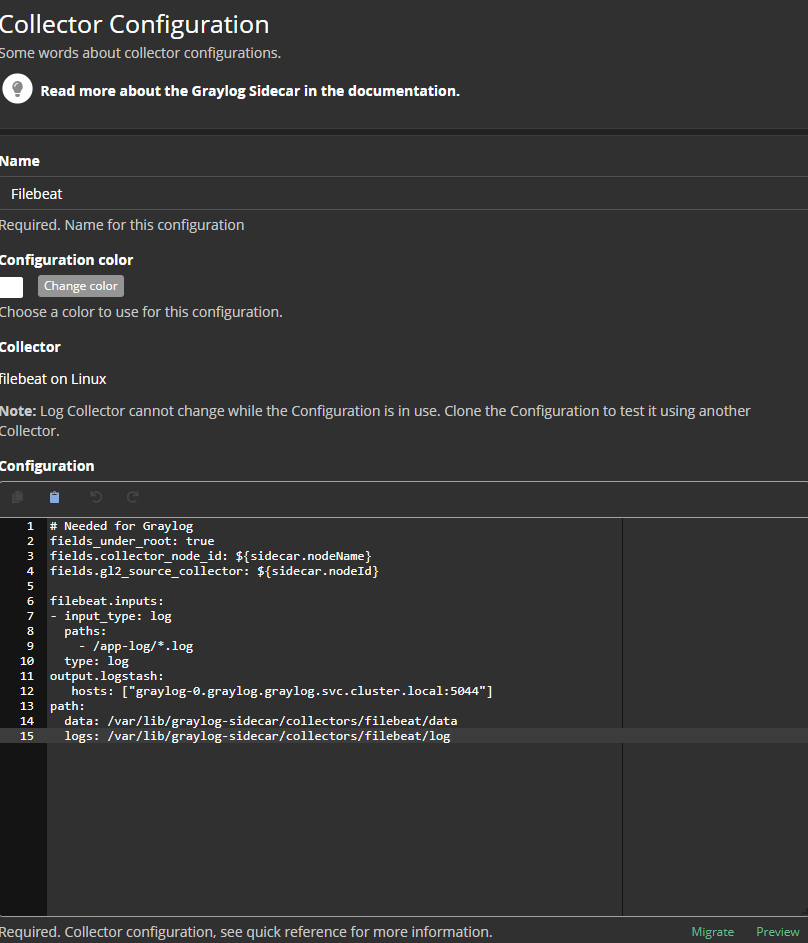 Collector Configuration
Some words about collector configurations.
Read more about the Graylog Sidecar in the documentation.
Name
Filebeat
Required. Name for this configuration
Configuration color
Change color
Choose a color to use for this configuration.
Collector
filebeat on Linux
Note: Log Collector cannot change while the Configuration is in use. Clone the Configuration to test it using another
Collector.
Configuration
1 # Needed for Graylog
2 fields_under_root: true
3 fields.collector_node_id: ${sidecar.nodeName}
4 fields.gl2_source_collector: ${sidecar.nodeId}
5
6 filebeat.inputs:
7 - input_type: log
8   paths:
9     - /app-log/*.log
10   type: log
11 output.logstash:
12    hosts: ["graylog-0.graylog.graylog.svc.cluster.local:5044"]
13 path:
14   data: /var/lib/graylog-sidecar/collectors/filebeat/data
15   logs: /var/lib/graylog-sidecar/collectors/filebeat/log
Required. Collector configuration, see quick reference for more information. Migrate Preview